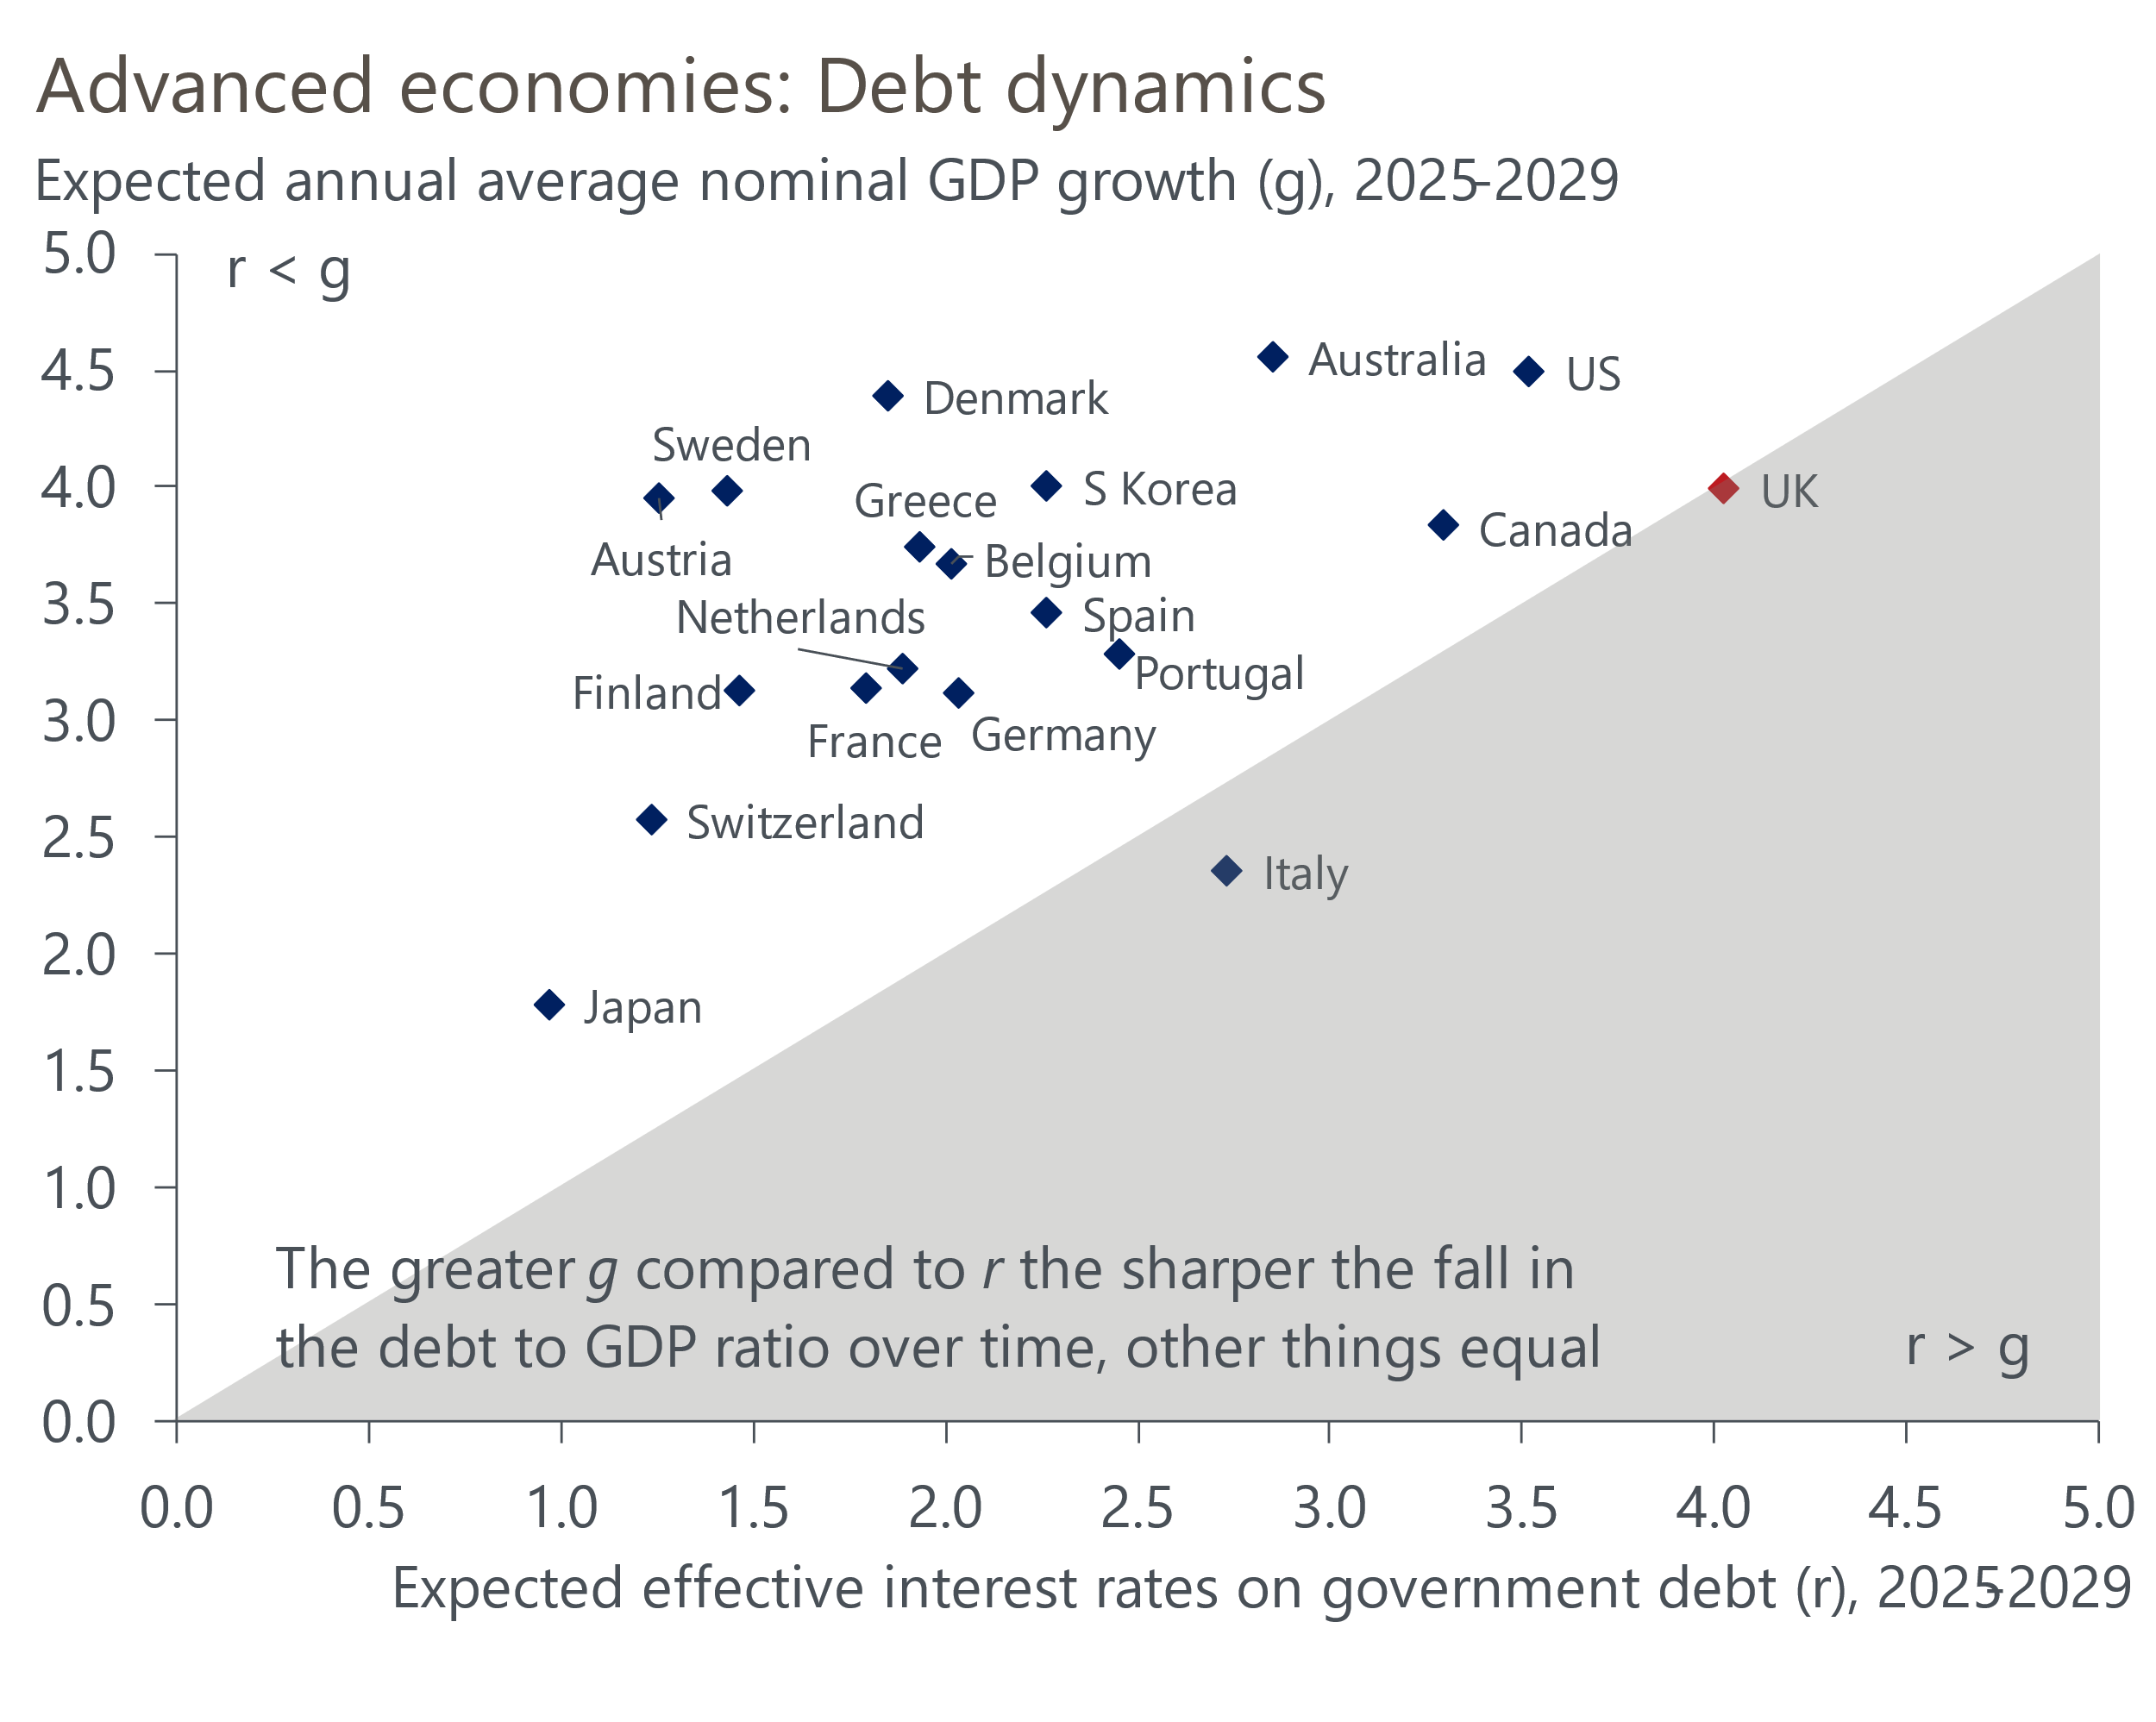 Advanced economies: Debt dynamics
Expected annual average nominal GDP growth (g), 2025-2029
5.0
r < g
4.5
Australia
US
Denmark
Sweden
4.0
S Korea
UK
Greece
Canada
Austria
Belgium
3.5
Netherlands
Spain
Portugal
Finland
3.0
France
Germany
Switzerland
2.5
Italy
2.0
Japan
1.5
1.0
The greater g compared to r the sharper the fall in
0.5
the debt to GDP ratio over time, other things equal
r > g
0.0
0.0 0.5 1.0 1.5 2.0 2.5 3.0 3.5 4.0 4.5 5.0
Expected effective interest rates on government debt (r), 2025-2029